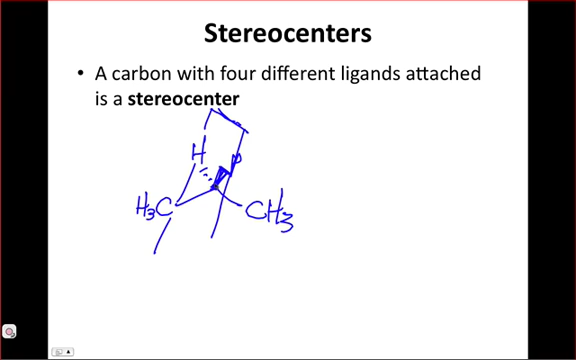 Stereocenters
• A carbon with four different ligands attached
is a stereocenter
H
D
H₃C
CH₃